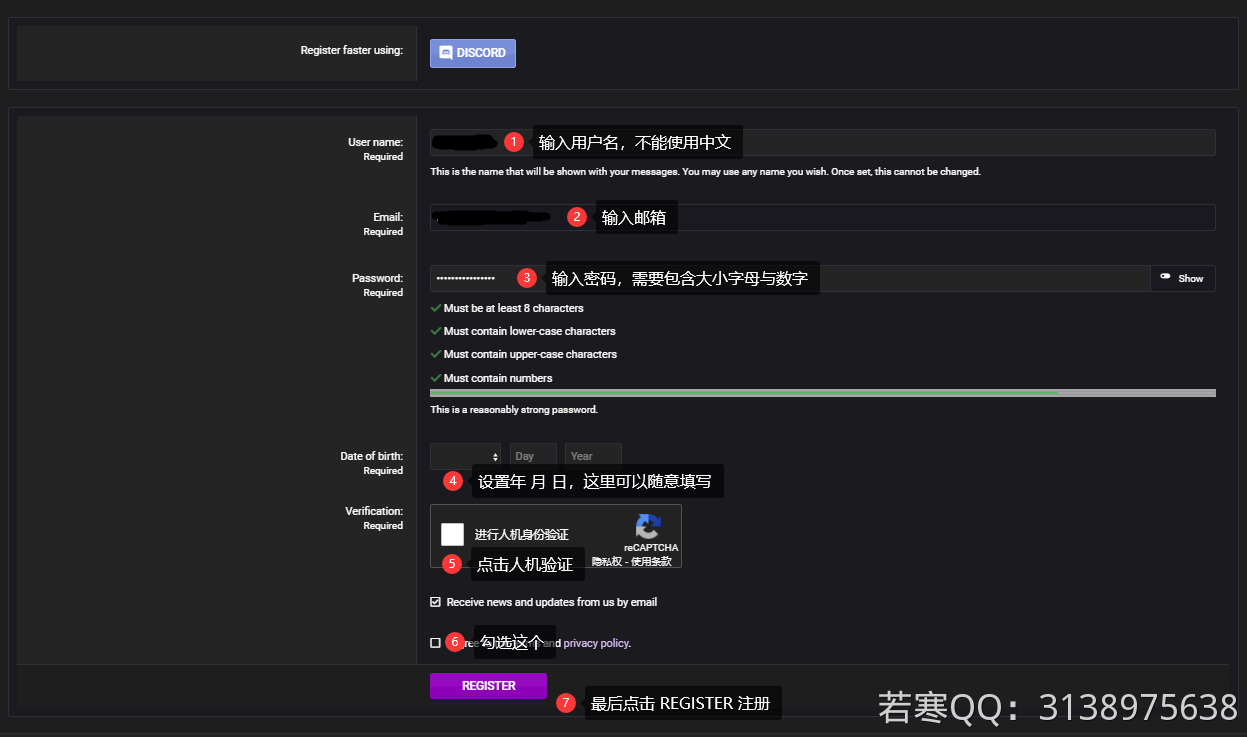 Register faster using:
DISCORD
User name:
Required
1 输入用户名，不能使用中文
This is the name that will be shown with your messages. You may use any name you wish. Once set, this cannot be changed.
Email:
Required
2 输入邮箱
Password:
Required
3 输入密码，需要包含大小字母与数字
Show
Must be at least 8 characters
Must contain lower-case characters
Must contain upper-case characters
Must contain numbers
This is a reasonably strong password.
Date of birth:
Required
Day Year
4 设置年 月 日，这里可以随意填写
Verification:
Required
进行人机身份验证
reCAPTCHA
隐私权 - 使用条款
5 点击人机验证
Receive news and updates from us by email
6 勾选这个
privacy policy.
REGISTER
7 最后点击 REGISTER 注册
若寒QQ：3138975638